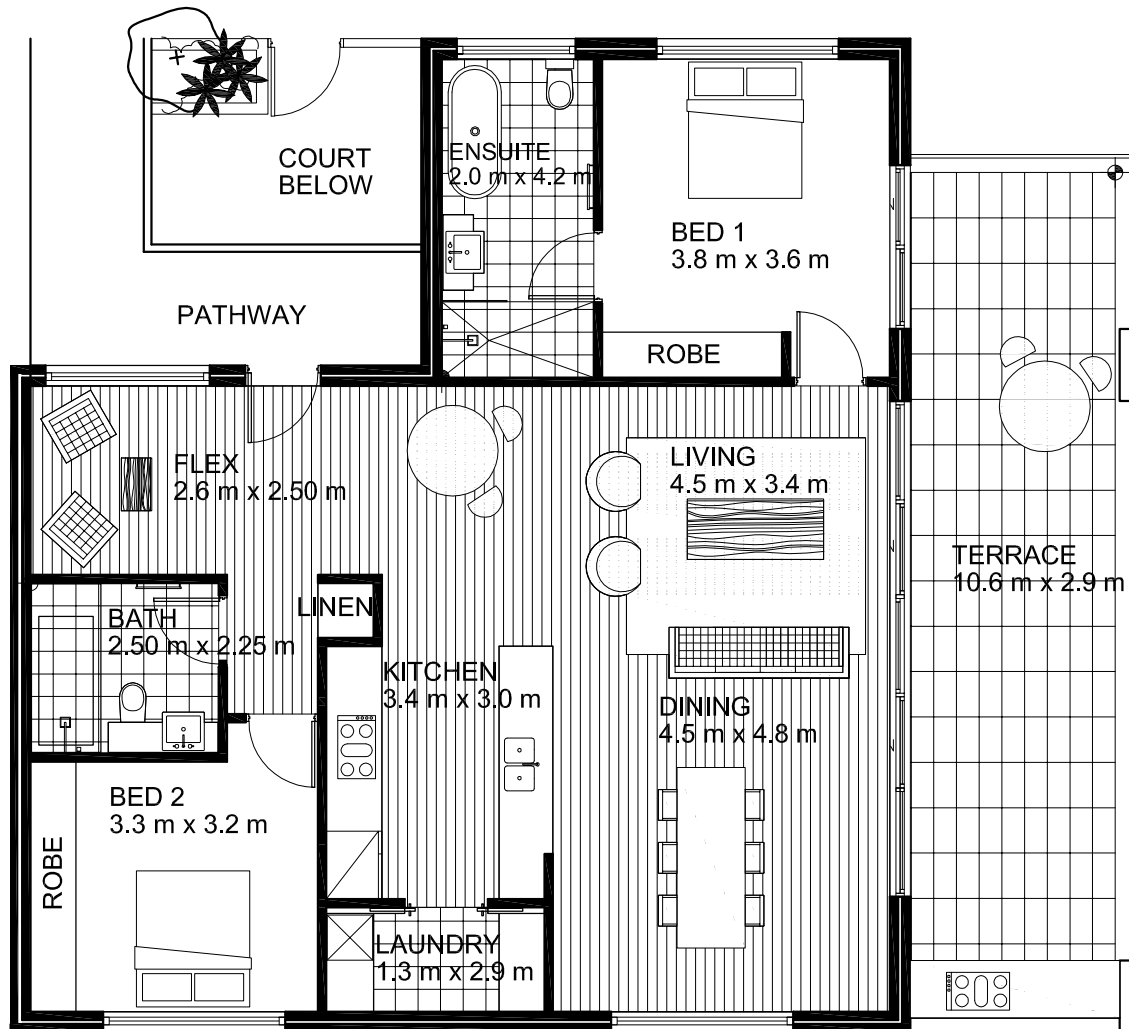 COURT
BELOW
ENSUITE
2.0 m x 4.2 m
BED 1
3.8 m x 3.6 m
PATHWAY
ROBE
FLEX
2.6 m x 2.50 m
LIVING
4.5 m x 3.4 m
TERRACE
10.6 m x 2.9 m
BATH
2.50 m x 2.25 m
LINEN
KITCHEN
3.4 m x 3.0 m
DINING
4.5 m x 4.8 m
BED 2
3.3 m x 3.2 m
ROBE
LAUNDRY
1.3 m x 2.9 m